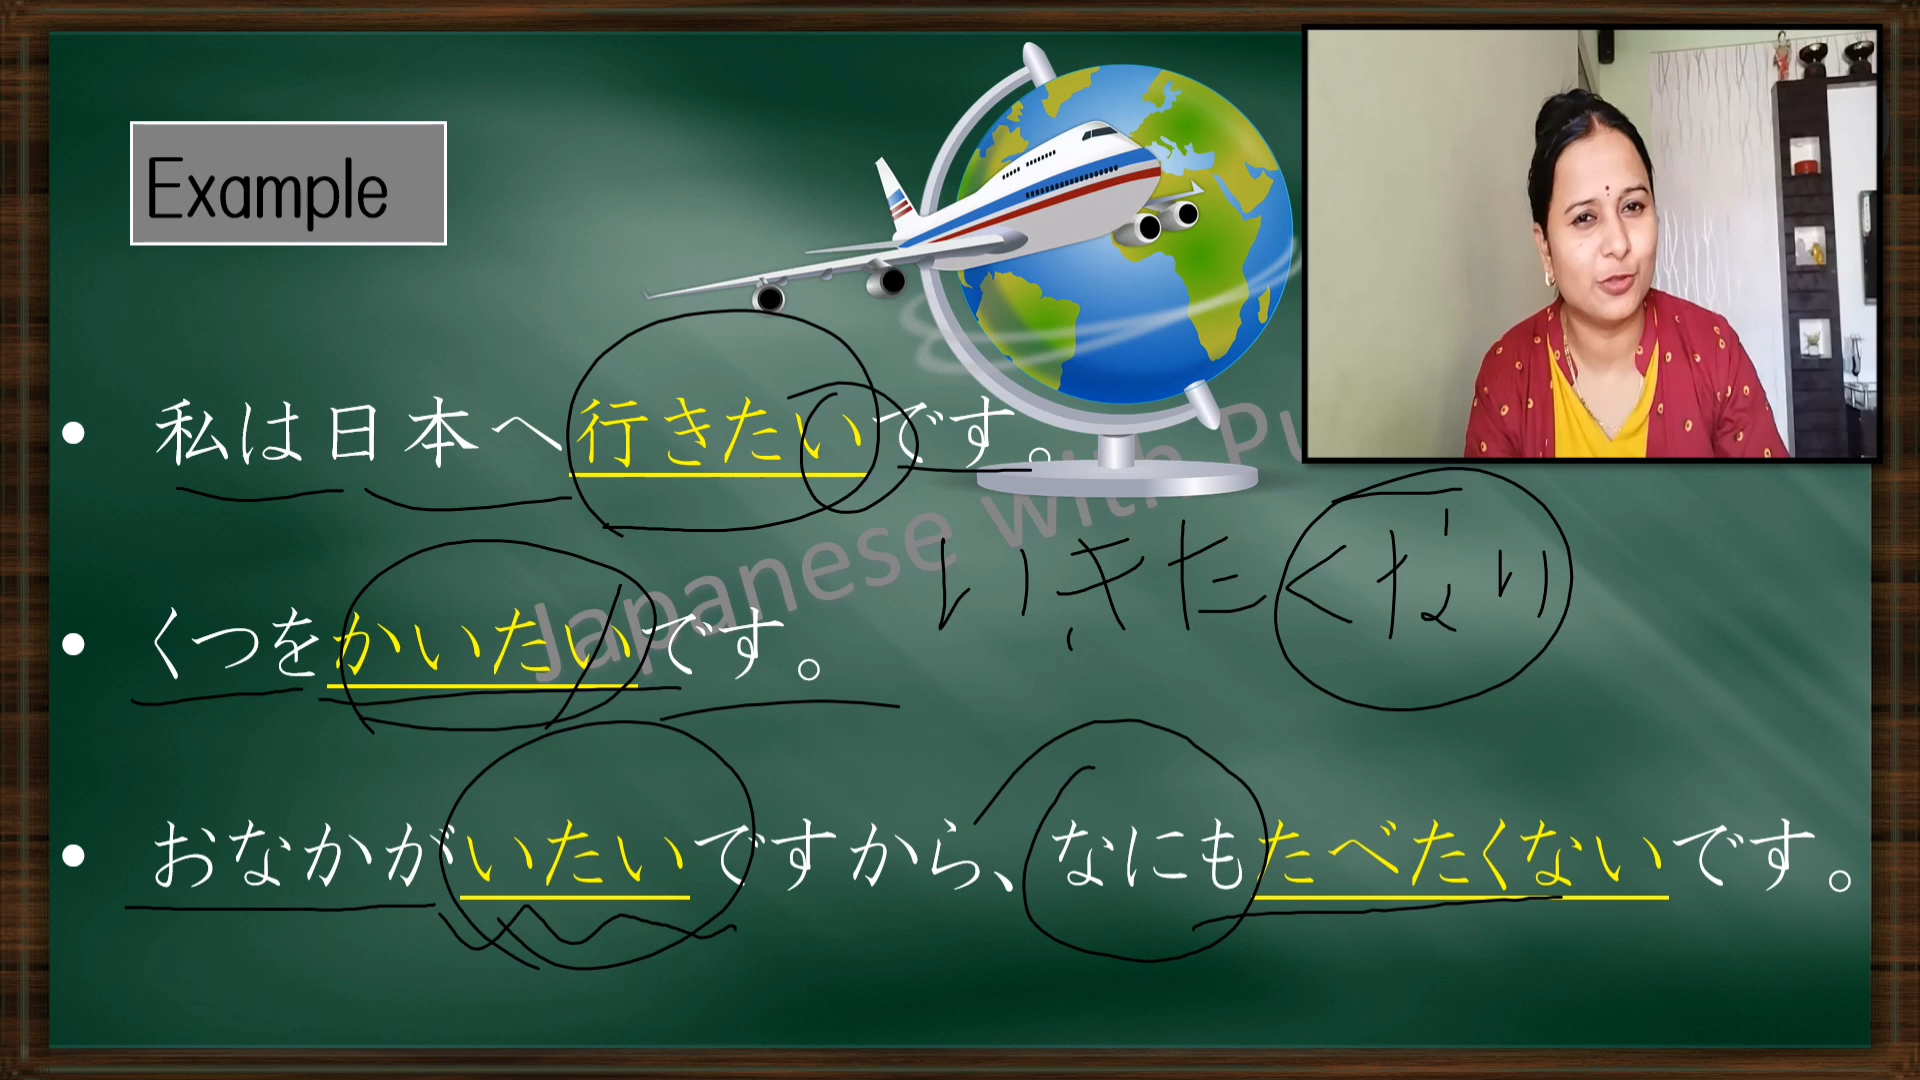 Example
私は日本へ行きたいです。
いきたくない
くつをかいたいです。
おなかがいたいですから、なにもたべたくないです。
Japanese with Pu